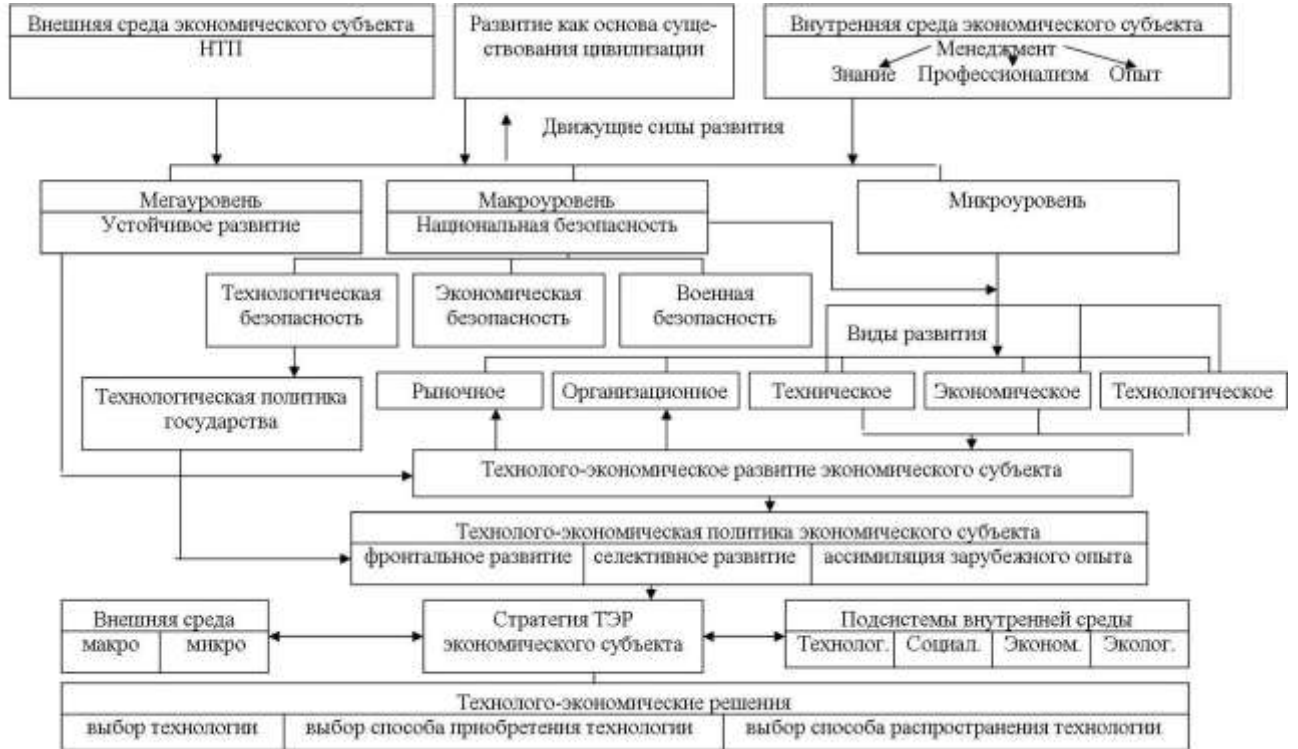 Внешняя среда экономического субъекта
НТП
Развитие как основа суще-
ствования цивилизации
Внутренняя среда экономического субъекта
Менеджмент
Знание Профессионализм Опыт
Движущие силы развития
Мегауровень
Устойчивое развитие
Макроуровень
Национальная безопасность
Микроуровень
Технологическая
безопасность
Экономическая
безопасность
Военная
безопасность
Виды развития
Технологическая политика
государства
Рыночное
Организационное
Техническое
Экономическое
Технологическое
Технолого-экономическое развитие экономического субъекта
Технолого-экономическая политика экономического субъекта
фронтальное развитие
селективное развитие
ассимиляция зарубежного опыта
Внешняя среда
макро
микро
Стратегия ТЭР
экономического субъекта
Подсистемы внутренней среды
Технолог.
Социал.
Эконом.
Эколог.
Технолого-экономические решения
выбор технологии
выбор способа приобретения технологии
выбор способа распространения технологии